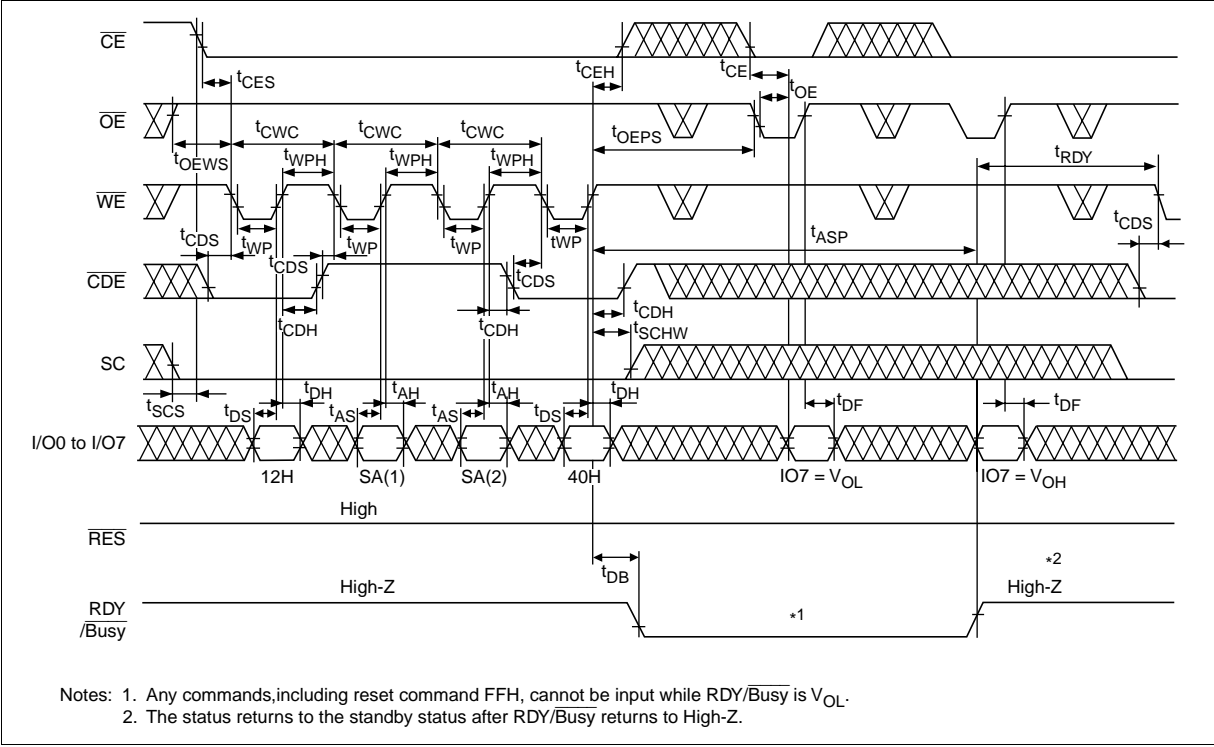 CE
tCES
tCEH
tCE
tOE
OE
tCWC tCWC tCWC
tOEPS
tOEWS
tWPH tWPH tWPH
tRDY
WE
tCDS
tWP tWP tWP tWP
tASP
tCDS
tCDS
tCDS
CDE
tCDH
tCDH
tCDH
tSCHW
SC
tSCS
tDS
tDH
tAS
tAH
tAS
tAH
tDS
tDH
tDF
tDF
I/O0 to I/O7
12H SA(1) SA(2) 40H IO7 = VOL IO7 = VOH
High
RES
tDB
*2
High-Z
High-Z
RDY
/Busy
*1
Notes: 1. Any commands,including reset command FFH, cannot be input while RDY/Busy is VOL.
2. The status returns to the standby status after RDY/Busy returns to High-Z.